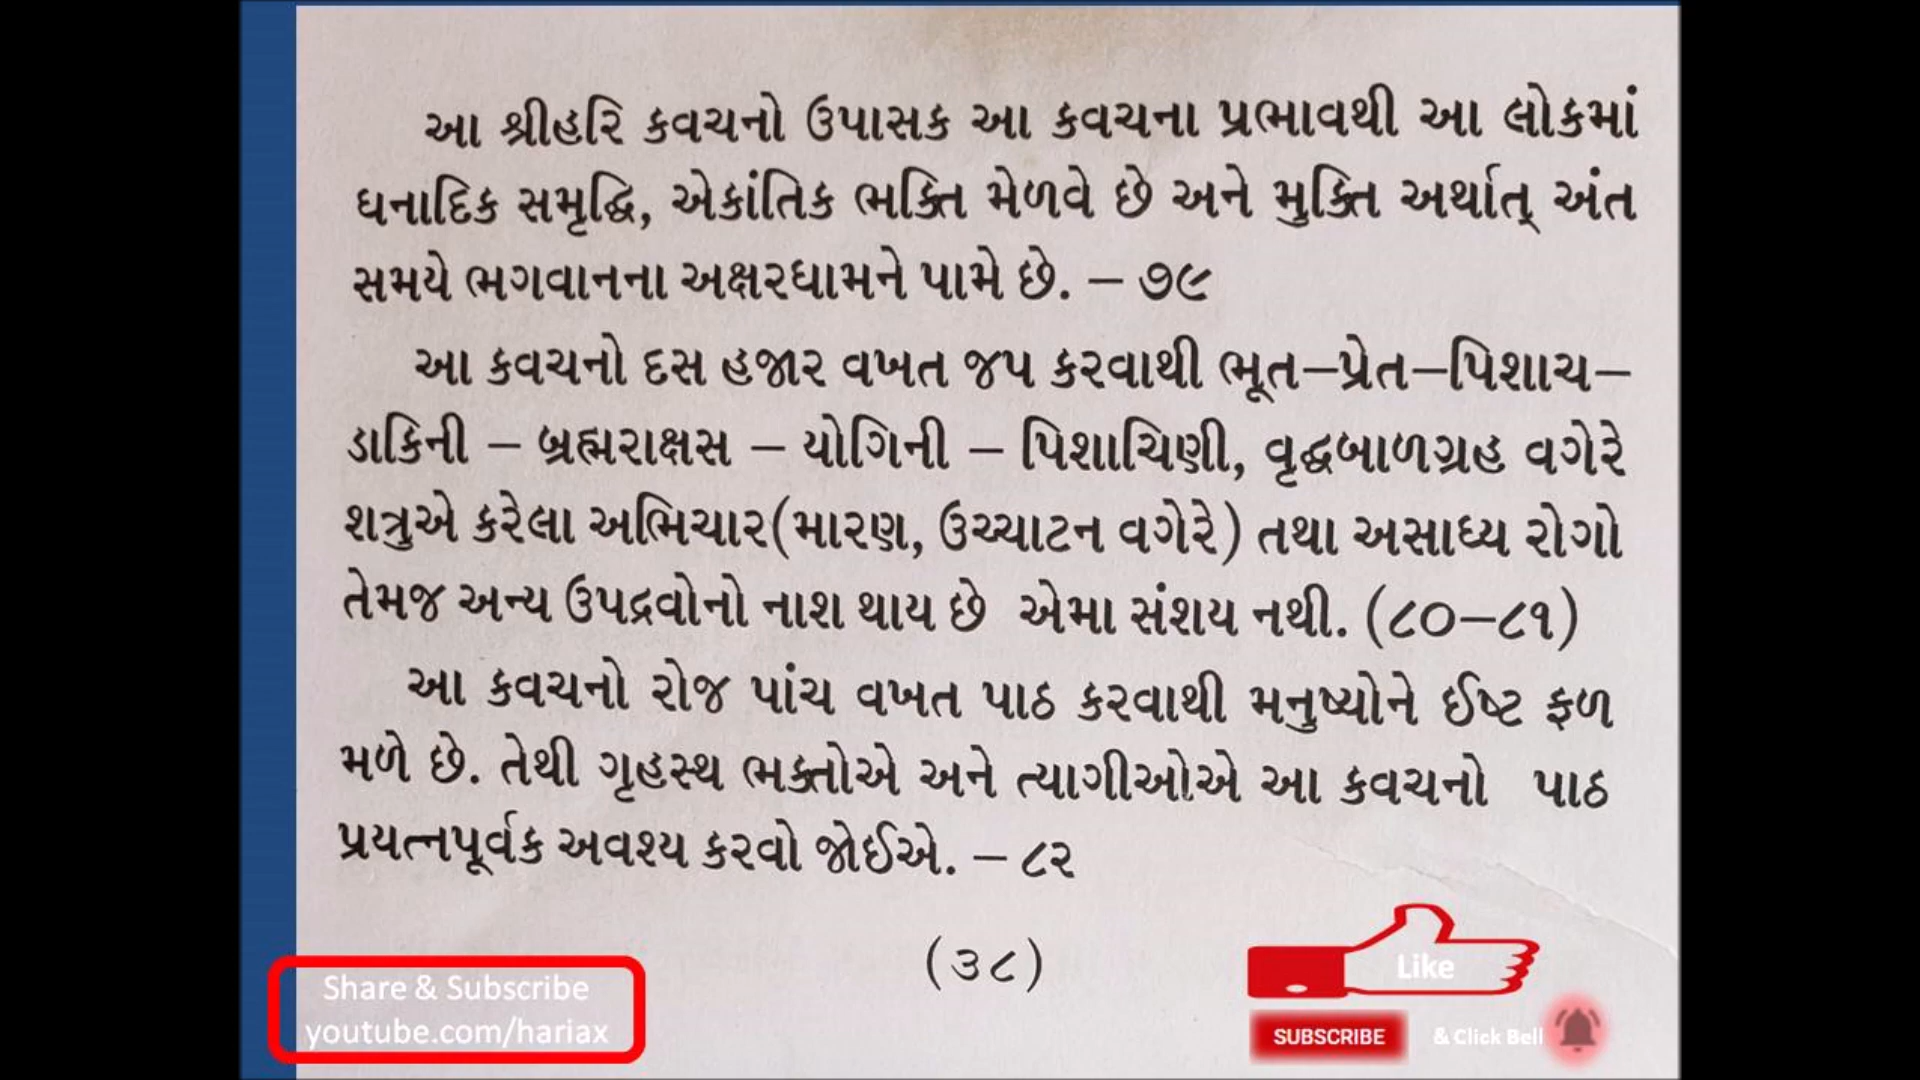 આ શ્રીહરિ કવચનો ઉપાસક આ કવચના પ્રભાવથી આ લોકમાં
ધનાદિક સમૃદ્ધિ, એકાંતિક ભક્તિ મેળવે છે અને મુક્તિ અર્થાત્ અંત
સમયે ભગવાનના અક્ષરધામને પામે છે. – ૭૯
આ કવચનો દસ હજાર વખત જપ કરવાથી ભૂત–પ્રેત–પિશાચ–
ડાકિની – બ્રહ્મરાક્ષસ – યોગિની – પિશાચિણી, વૃદ્ધબાળગ્રહ વગેરે
શત્રુએ કરેલા અભિચાર(મારણ, ઉચ્ચાટન વગેરે) તથા અસાધ્ય રોગો
તેમજ અન્ય ઉપદ્રવોનો નાશ થાય છે એમા સંશય નથી. (૮૦–૮૧)
આ કવચનો રોજ પાંચ વખત પાઠ કરવાથી મનુષ્યોને ઈષ્ટ ફળ
મળે છે. તેથી ગૃહસ્થ ભક્તોએ અને ત્યાગીઓએ આ કવચનો પાઠ
પ્રયત્નપૂર્વક અવશ્ય કરવો જોઈએ. – ૮૨
(૩૮)
Like
Share & Subscribe
youtube.com/hariax
SUBSCRIBE & Click Bell